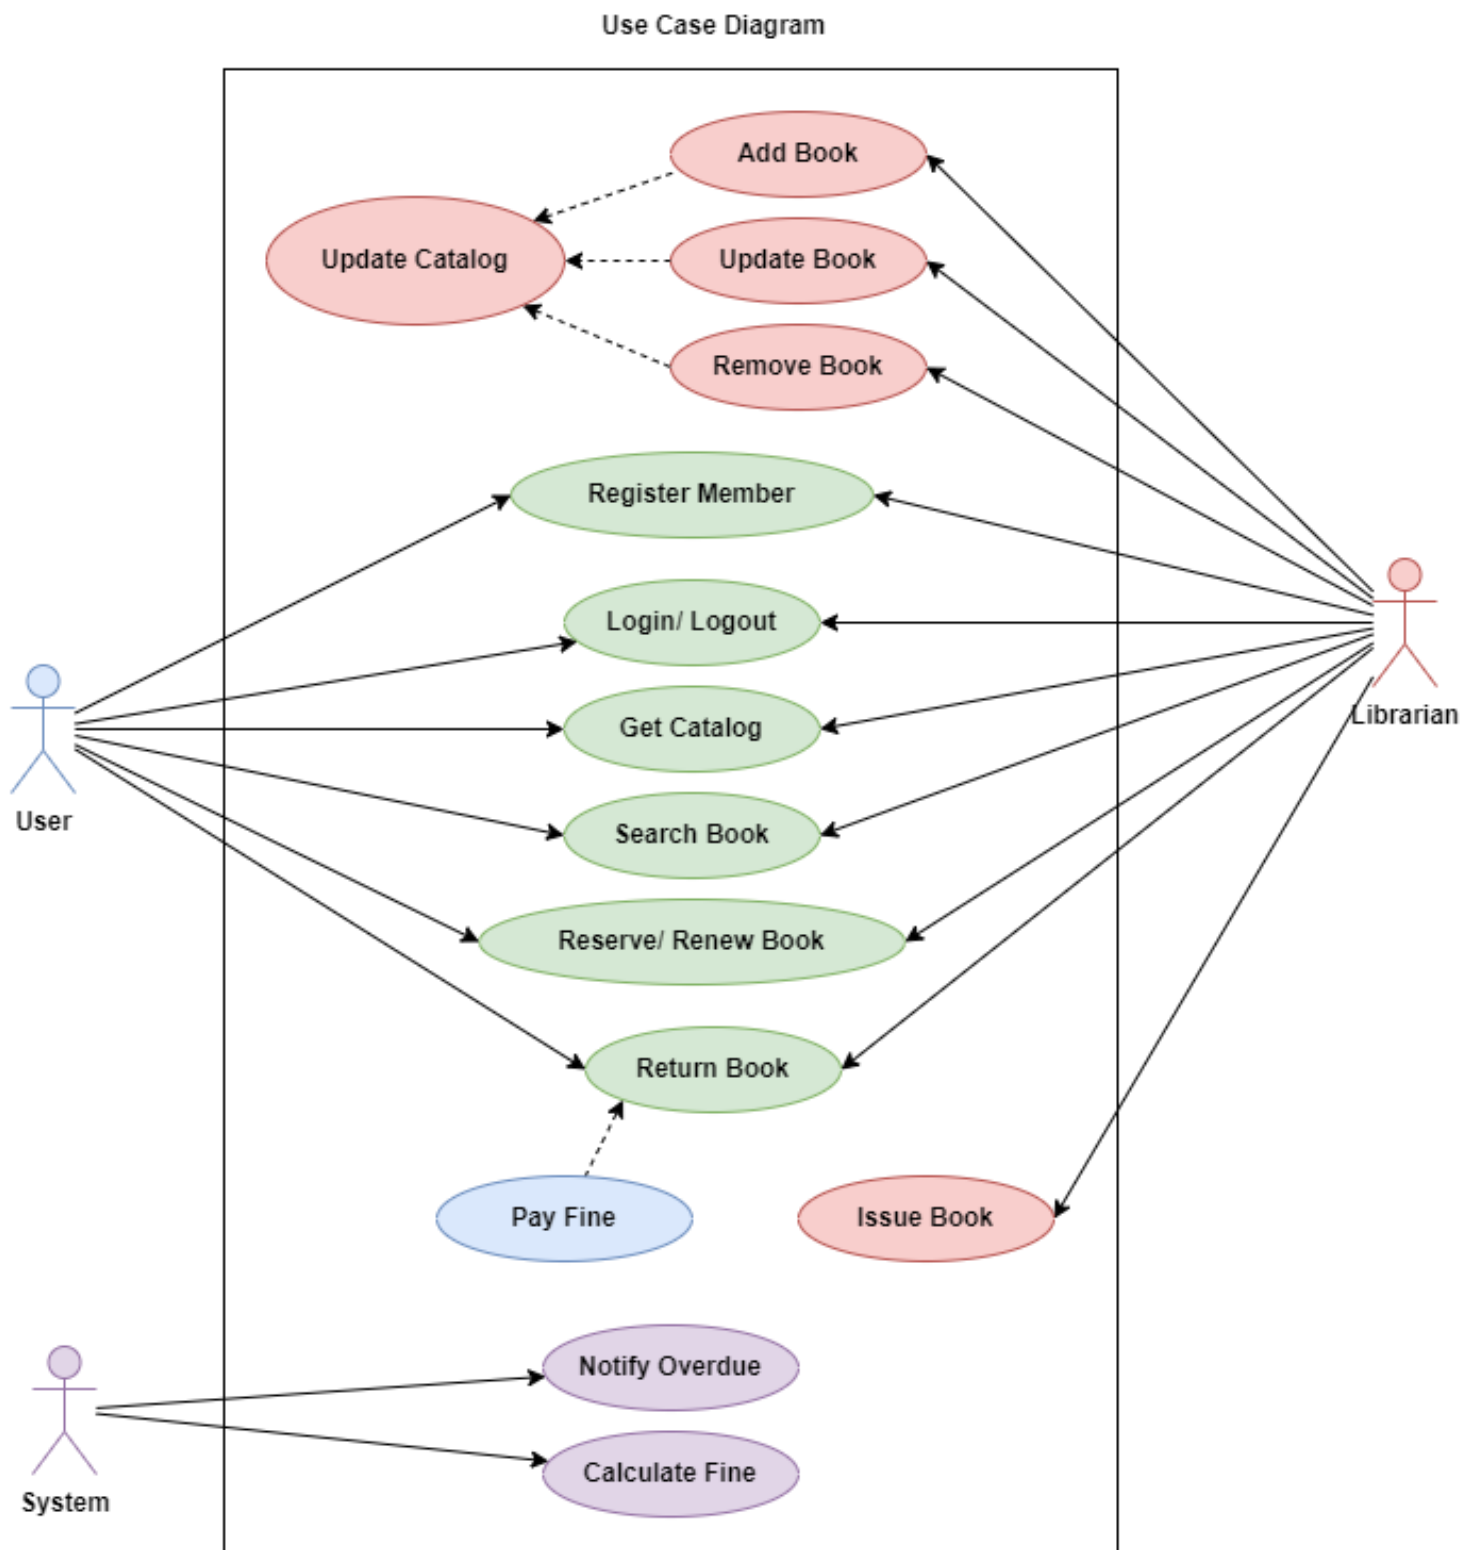 Use Case Diagram
Add Book
Update Catalog
Update Book
Remove Book
Register Member
Login/ Logout
Librarian
Get Catalog
User
Search Book
Reserve/ Renew Book
Return Book
Pay Fine
Issue Book
Notify Overdue
Calculate Fine
System